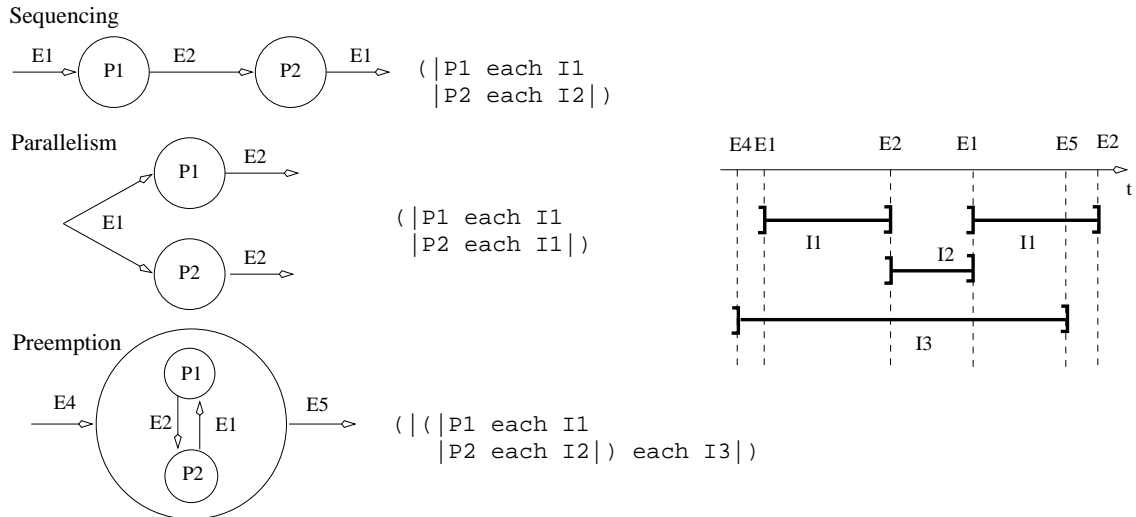 Sequencing
E1 P1 E2 P2 E1
(|P1 each I1
|P2 each I2|)
Parallelism
P1 E2
E1
P2 E2
(|P1 each I1
|P2 each I1|)
Preemption
P1
E4 E2 E1 E5
P2
(|(|P1 each I1
|P2 each I2|) each I3|)
E4 E1 E2 E1 E5 E2
t
I1 I1
I2
I3